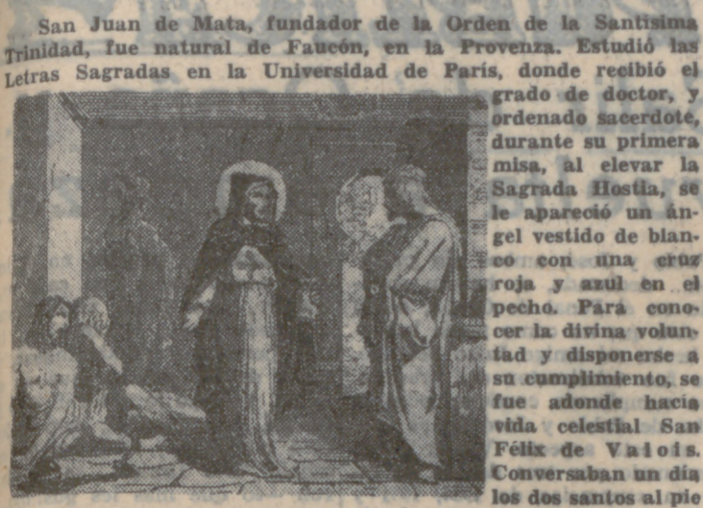 San Juan de Mata, fundador de la Orden de la Santísima
Trinidad, fue natural de Faucón, en la Provenza. Estudió las
Letras Sagradas en la Universidad de París, donde recibió el
grado de doctor, y
ordenado sacerdote,
durante su primera
misa, al elevar la
Sagrada Hostia, se
le apareció un án-
gel vestido de blan-
co con una cruz
roja y azul en el
pecho. Para cono-
cer la divina volun-
tad y disponerse a
su cumplimiento, se
fue adonde hacía
vida celestial San
Félix de Valois.
Conversaban un día
los dos santos al pie